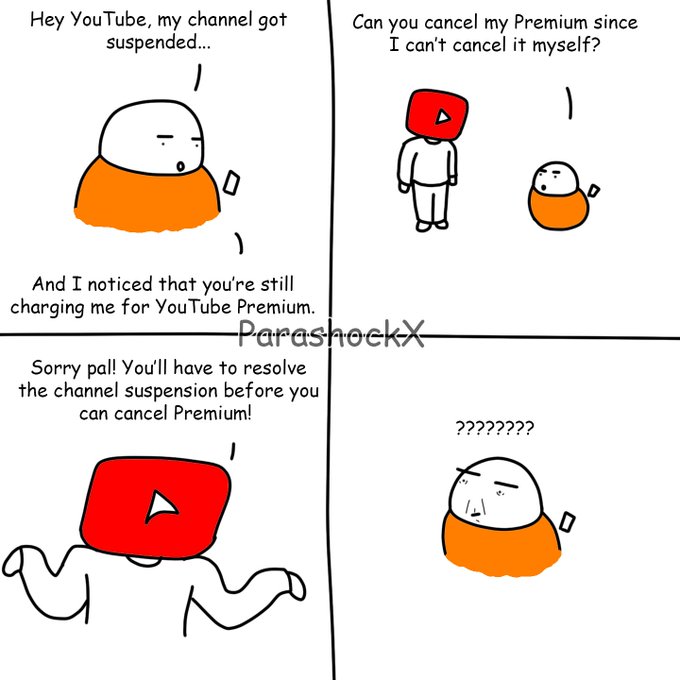 Hey YouTube, my channel got
suspended...
And I noticed that you're still
charging me for YouTube Premium.
Can you cancel my Premium since
I can't cancel it myself?
ParashockX
Sorry pal! You'll have to resolve
the channel suspension before you
can cancel Premium!
????????